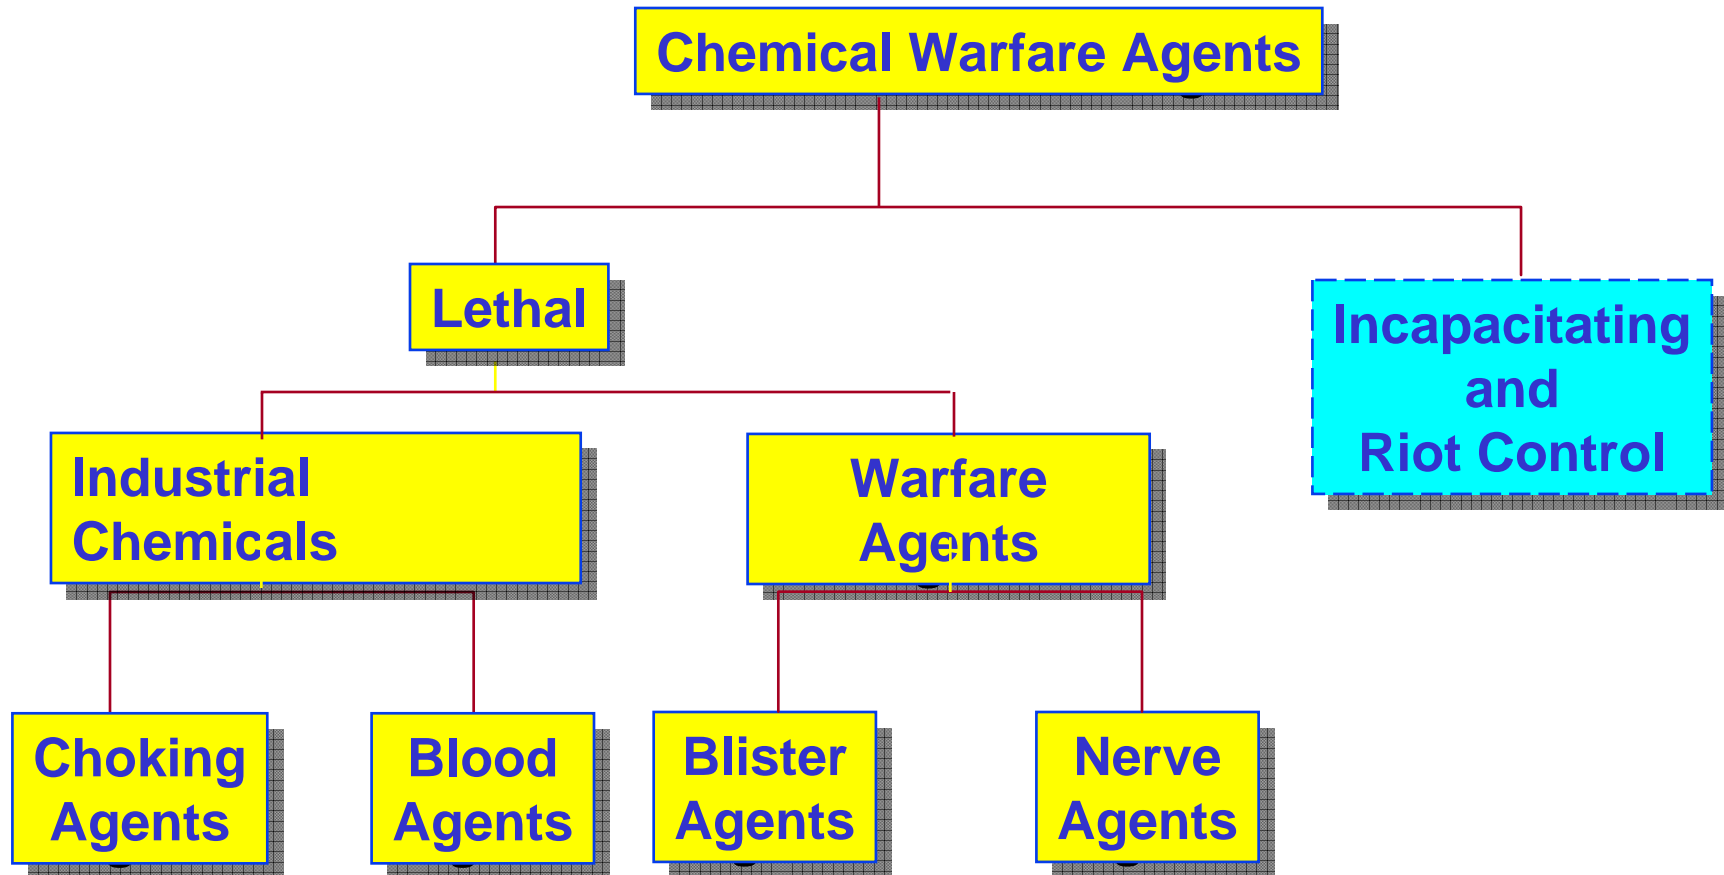 Chemical Warfare Agents
Lethal
Incapacitating
and
Riot Control
Industrial
Chemicals
Warfare
Agents
Choking
Agents
Blood
Agents
Blister
Agents
Nerve
Agents